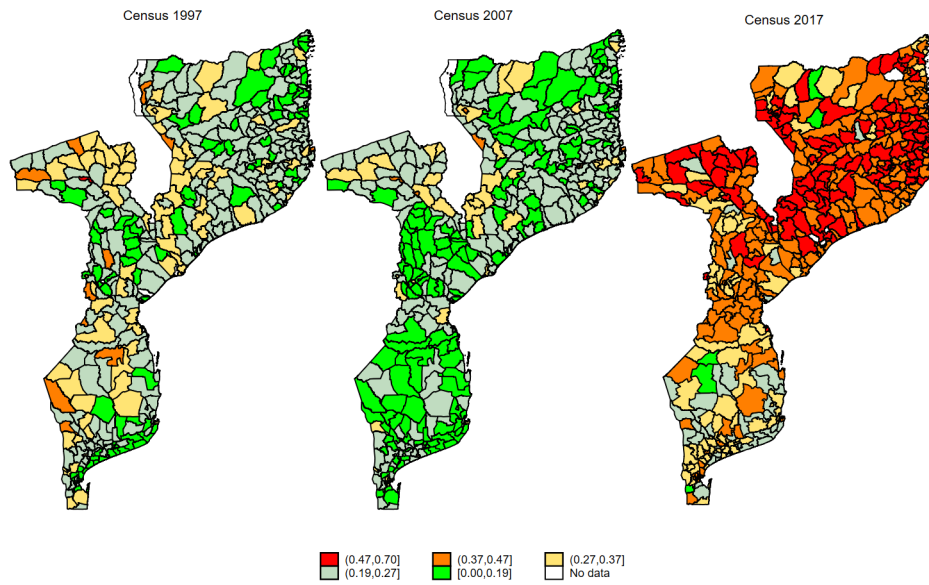 Census 1997
Census 2007
Census 2017
(0.47,0.70] (0.37,0.47] (0.27,0.37]
(0.19,0.27] [0.00,0.19] No data